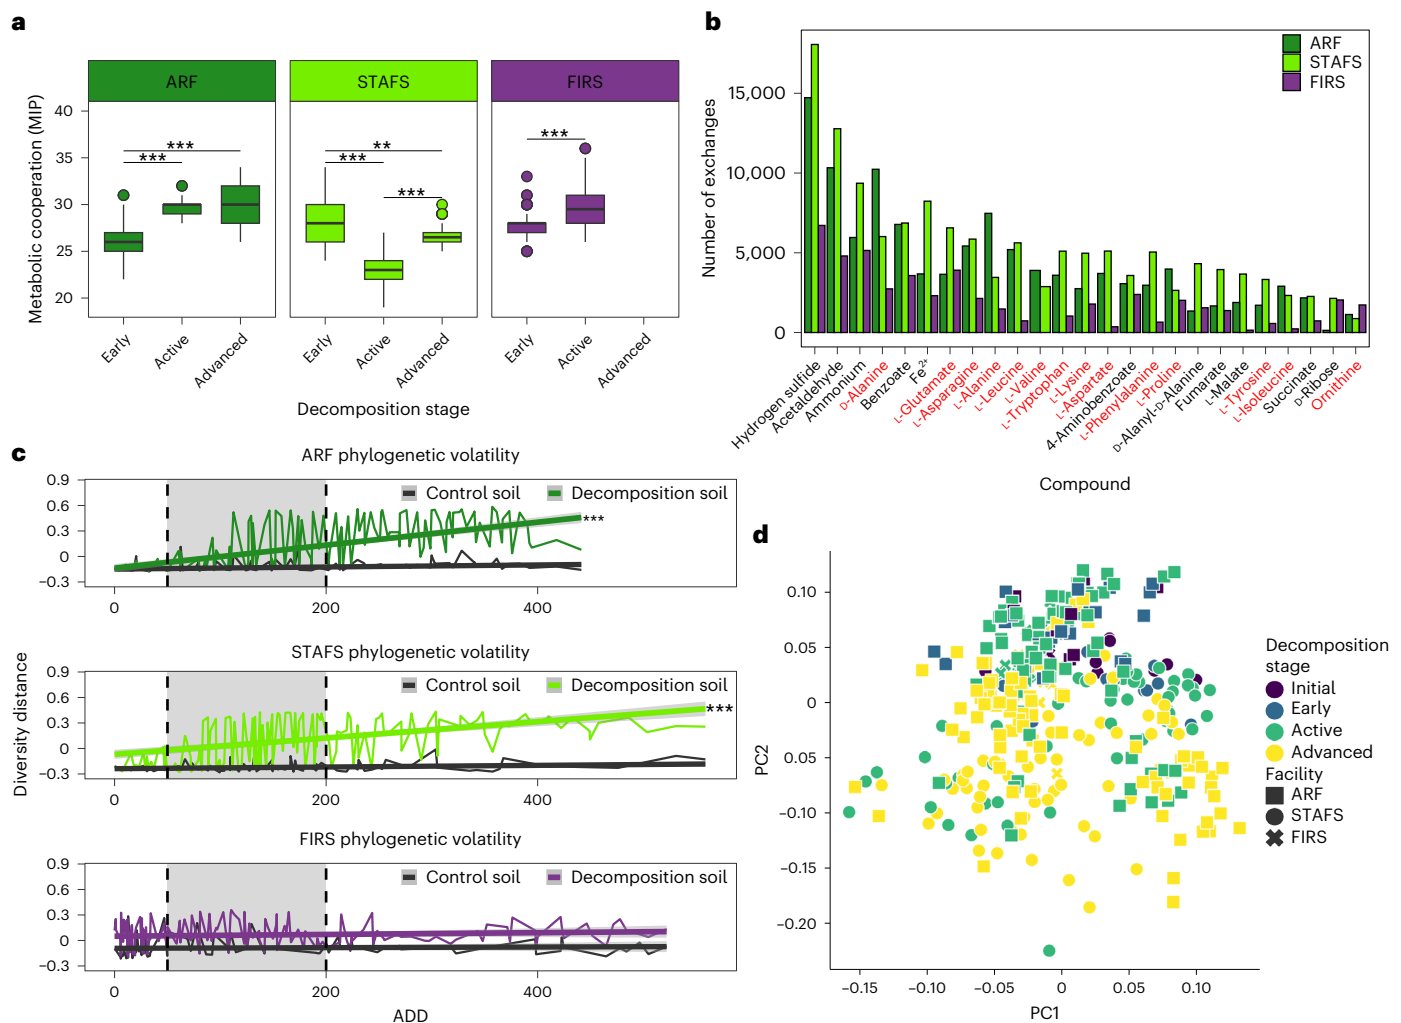 a
ARF
STAFS
FIRS
Metabolic cooperation (MIP)
40
35
30
25
20
***
***
**
***
***
***
Early
Active
Advanced
Early
Active
Advanced
Early
Active
Advanced
Decomposition stage
b
Number of exchanges
15,000
10,000
5,000
0
ARF
STAFS
FIRS
Hydrogen sulfide
Acetaldehyde
Ammonium
D-Alanine
Benzoate
Fe2+
L-Glutamate
L-Asparagine
L-Alanine
L-Leucine
L-Valine
L-Tryptophan
L-Lysine
L-Aspartate
4-Aminobenzoate
L-Phenylalanine
L-Proline
D-Alanyl-D-Alanine
Fumarate
L-Malate
L-Tyrosine
L-Isoleucine
Succinate
D-Ribose
Ornithine
Compound
c
ARF phylogenetic volatility
0.9
0.6
0.3
0
−0.3
Control soil
Decomposition soil
***
0
200
400
STAFS phylogenetic volatility
Diversity distance
0.9
0.6
0.3
0
−0.3
Control soil
Decomposition soil
***
0
200
400
FIRS phylogenetic volatility
0.9
0.6
0.3
0
−0.3
Control soil
Decomposition soil
0
200
400
ADD
d
PC2
0.10
0.05
0
0.05
−0.10
−0.15
−0.20
−0.15
−0.10
−0.05
0
0.05
0.10
PC1
Decomposition
stage
Initial
Early
Active
Advanced
Facility
ARF
STAFS
FIRS